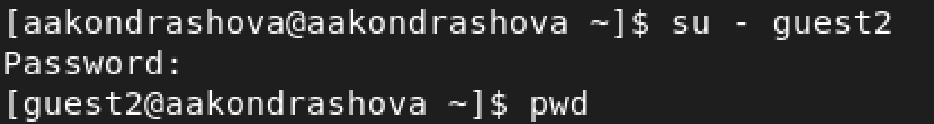 [aakondrashova@aakondrashova ~]$ su - guest2
Password:
[guest2@aakondrashova ~]$ pwd